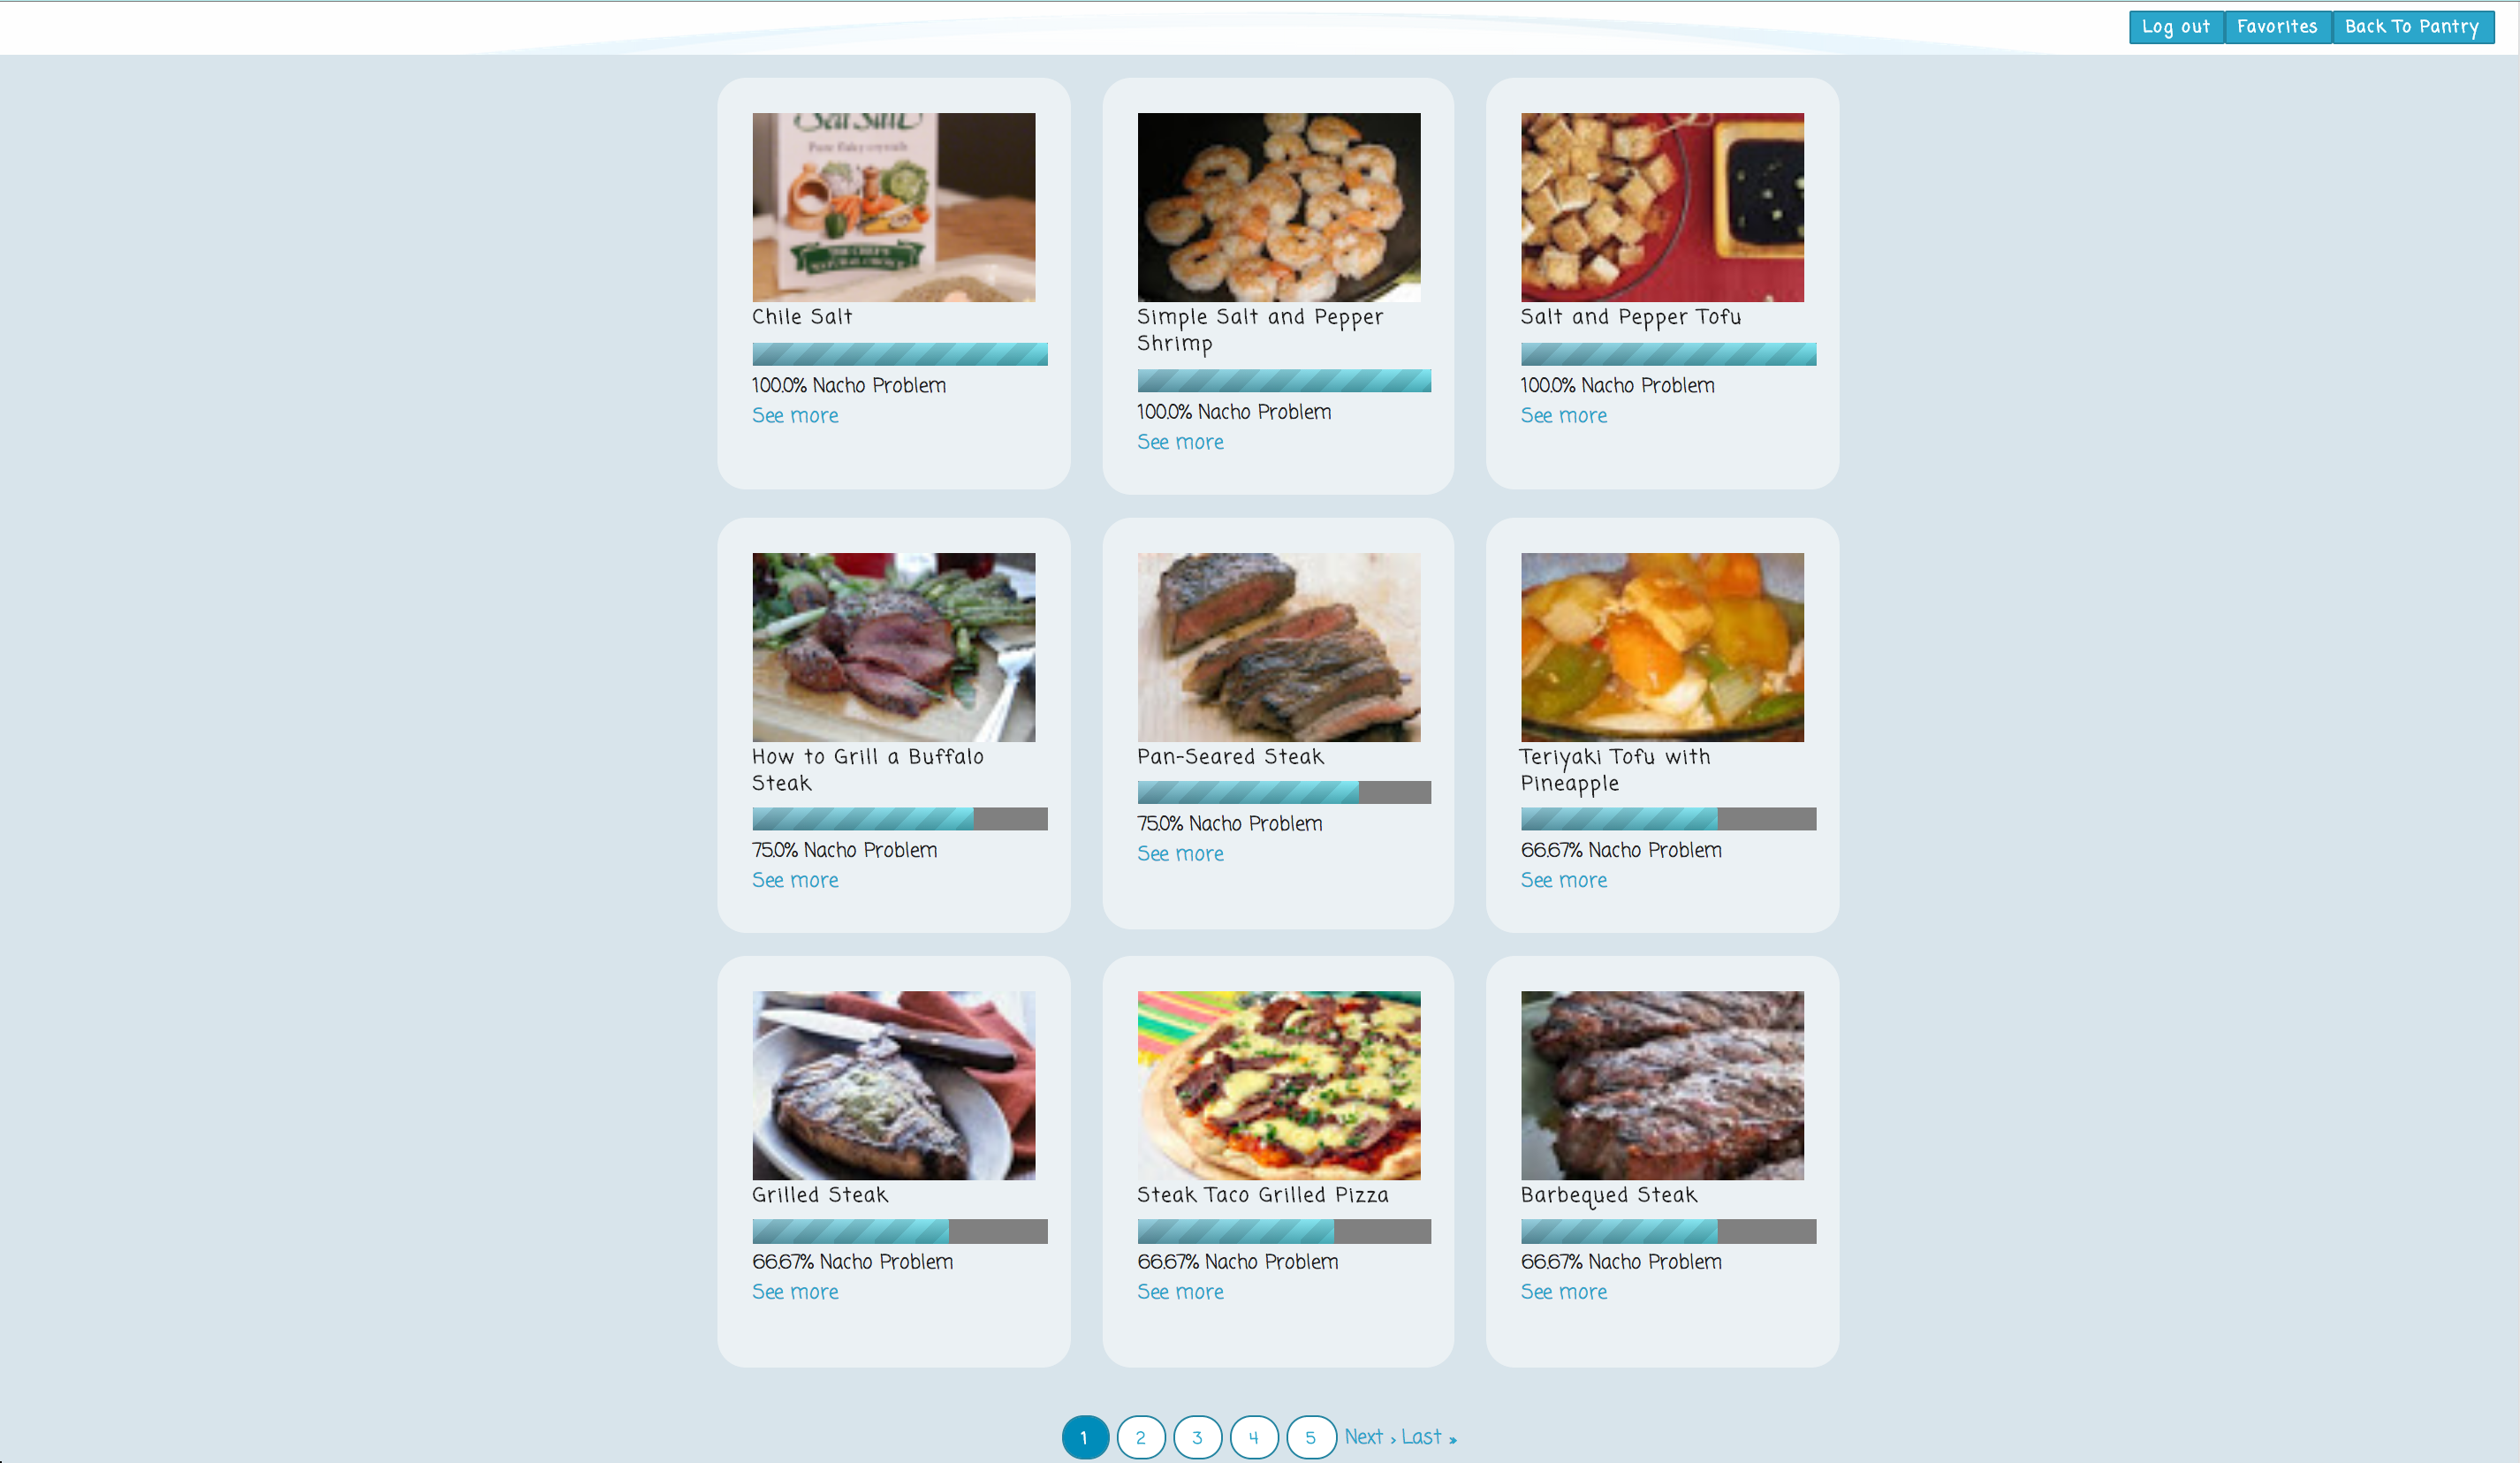 Log out
Favorites
Back To Pantry
Sea Salt
Pure flaky crystals
Chile Salt
100.0% Nacho Problem
See more
Simple Salt and Pepper
Shrimp
100.0% Nacho Problem
See more
Salt and Pepper Tofu
100.0% Nacho Problem
See more
How to Grill a Buffalo
Steak
75.0% Nacho Problem
See more
Pan-Seared Steak
75.0% Nacho Problem
See more
Teriyaki Tofu with
Pineapple
66.67% Nacho Problem
See more
Grilled Steak
66.67% Nacho Problem
See more
Steak Taco Grilled Pizza
66.67% Nacho Problem
See more
Barbequed Steak
66.67% Nacho Problem
See more
1 2 3 4 5 Next › Last »